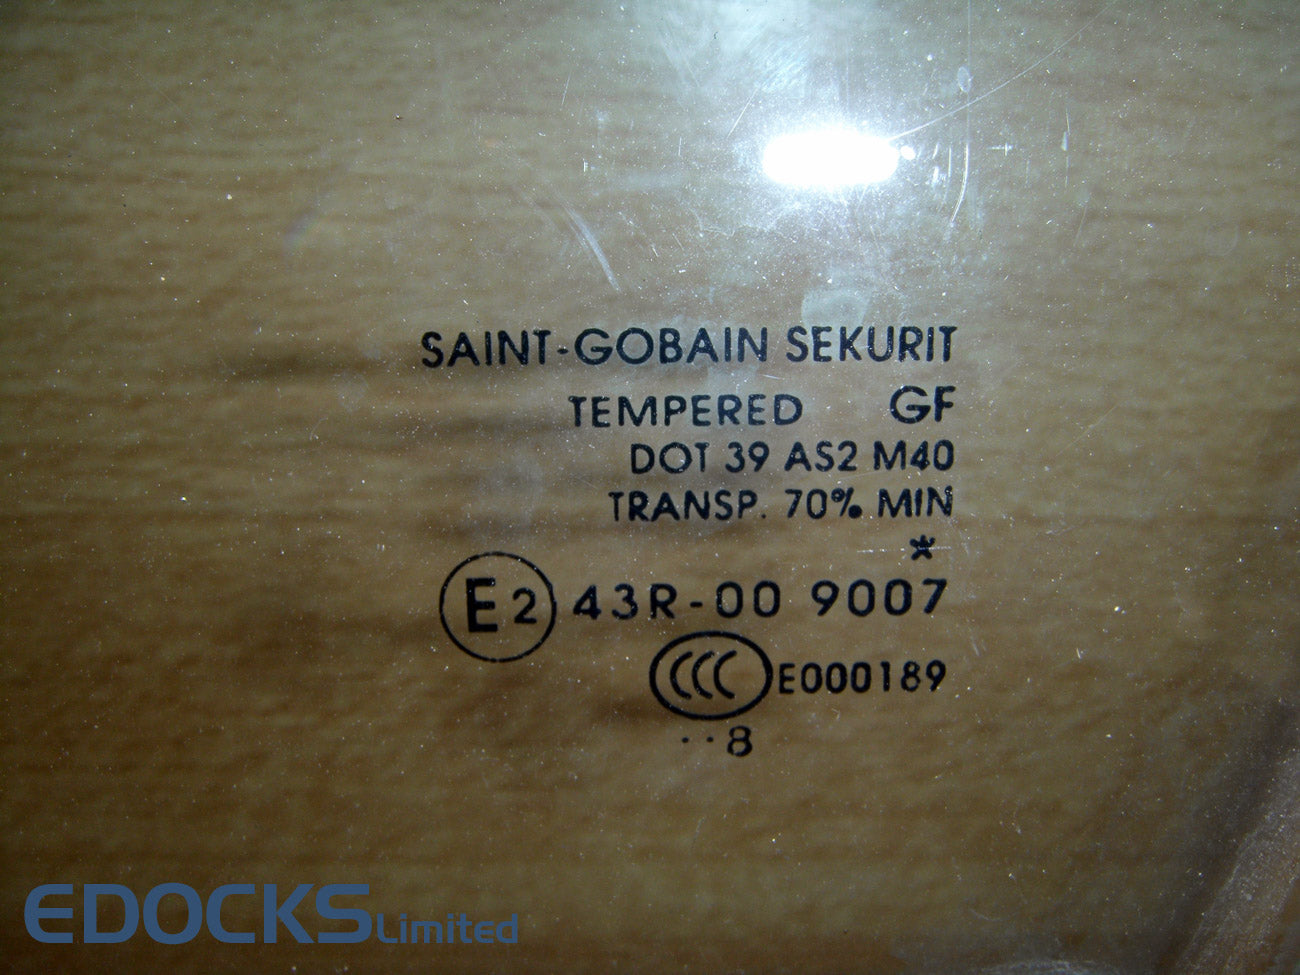 SAINT-GOBAIN SEKURIT
TEMPERED GF
DOT 39 AS2 M40
TRANSP. 70% MIN
*
E2 43R-00 9007
CCC E000189
··8
EDOCKS Limited